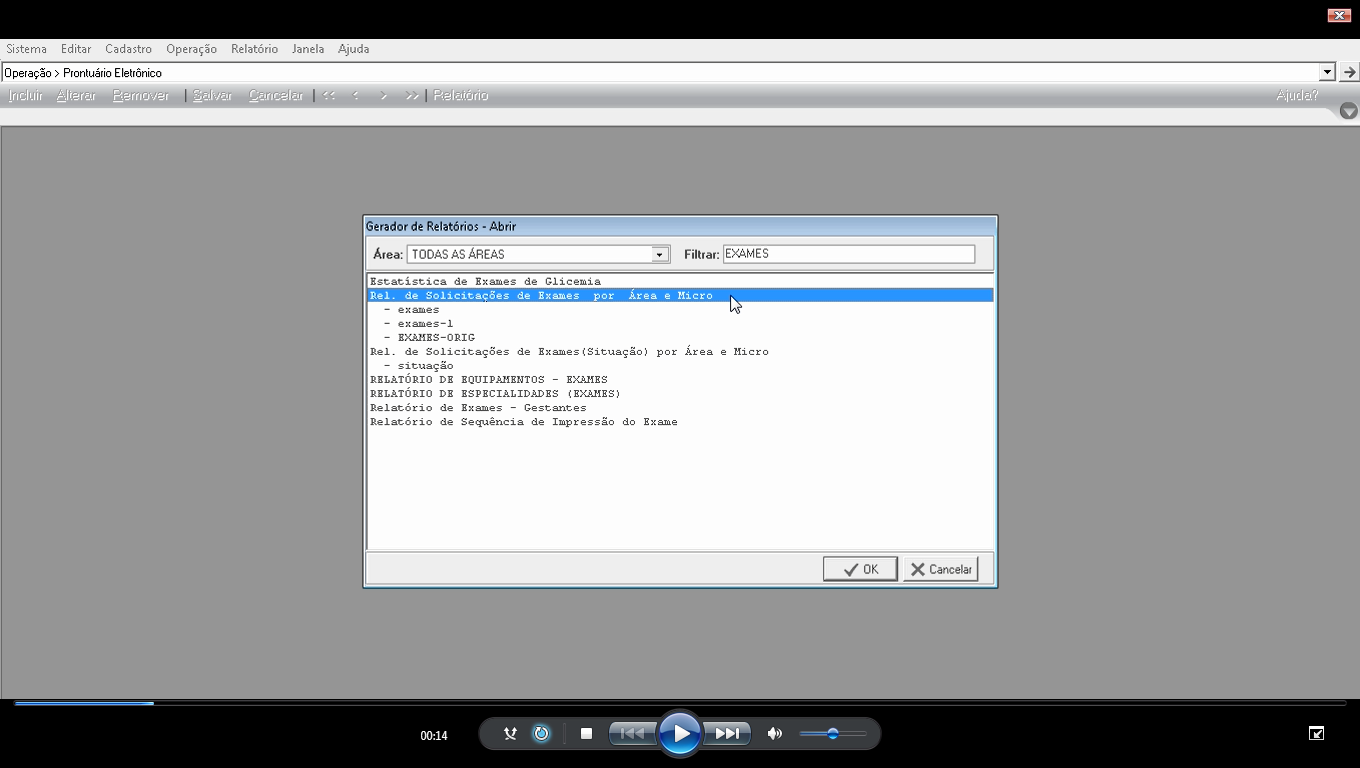 Sistema Editar Cadastro Operação Relatório Janela Ajuda
Operação > Prontuário Eletrônico
Incluir Alterar Remover | Salvar Cancelar | << < > >> | Relatório Ajuda?
Gerador de Relatórios - Abrir
Área: TODAS AS ÁREAS Filtrar: EXAMES
Estatística de Exames de Glicemia
Rel. de Solicitações de Exames por Área e Micro
- exames
- exames-1
- EXAMES-ORIG
Rel. de Solicitações de Exames(Situação) por Área e Micro
- situação
RELATÓRIO DE EQUIPAMENTOS - EXAMES
RELATÓRIO DE ESPECIALIDADES (EXAMES)
Relatório de Exames - Gestantes
Relatório de Sequência de Impressão do Exame
OK Cancelar
00:14